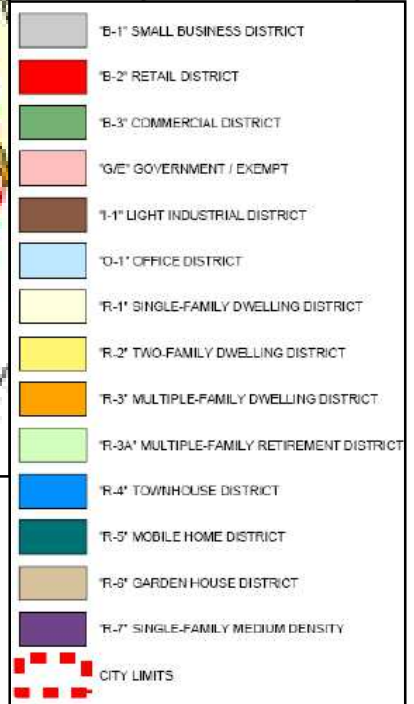 "B-1" SMALL BUSINESS DISTRICT
"B-2" RETAIL DISTRICT
"B-3" COMMERCIAL DISTRICT
"G/E" GOVERNMENT / EXEMPT
"I-1" LIGHT INDUSTRIAL DISTRICT
"O-1" OFFICE DISTRICT
"R-1" SINGLE-FAMILY DWELLING DISTRICT
"R-2" TWO-FAMILY DWELLING DISTRICT
"R-3" MULTIPLE-FAMILY DWELLING DISTRICT
"R-3A" MULTIPLE-FAMILY RETIREMENT DISTRICT
"R-4" TOWNHOUSE DISTRICT
"R-5" MOBILE HOME DISTRICT
"R-6" GARDEN HOUSE DISTRICT
"R-7" SINGLE-FAMILY MEDIUM DENSITY
CITY LIMITS